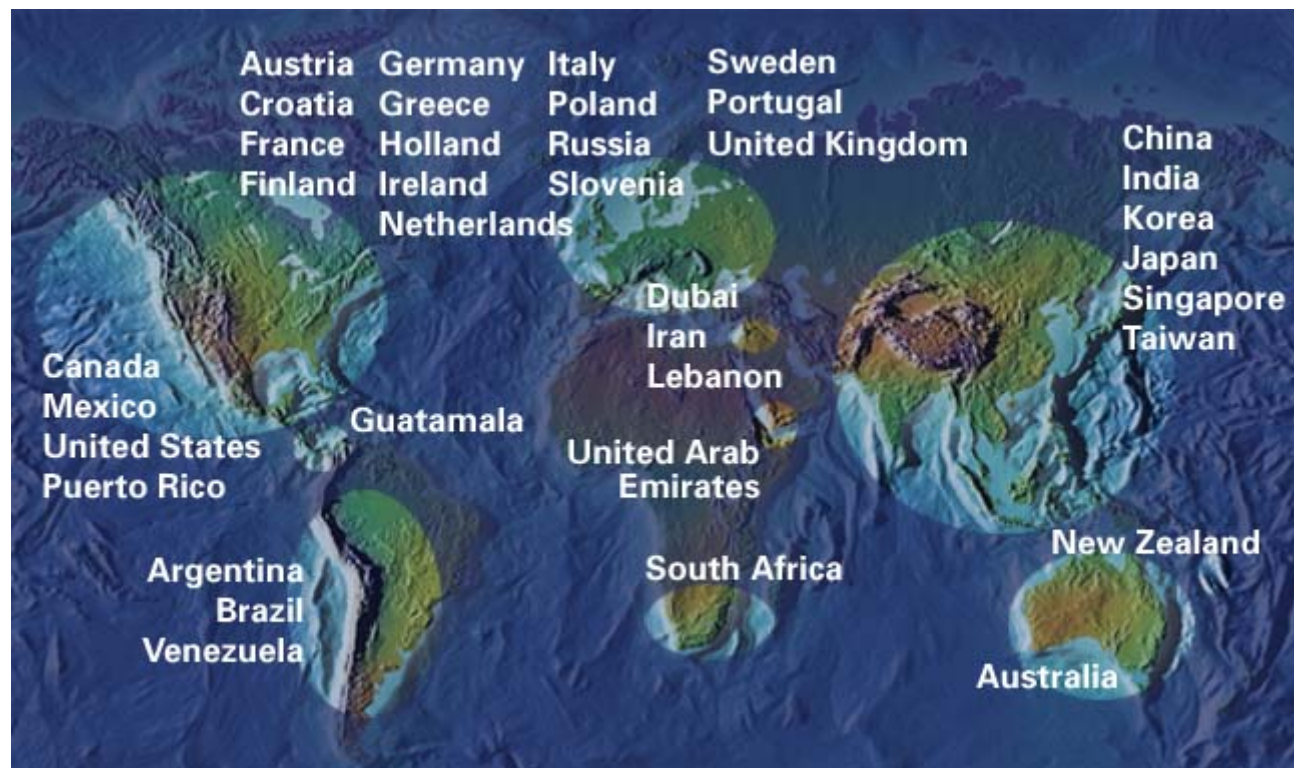 Austria
Croatia
France
Finland
Germany
Greece
Holland
Ireland
Netherlands
Italy
Poland
Russia
Slovenia
Sweden
Portugal
United Kingdom
China
India
Korea
Japan
Singapore
Taiwan
Dubai
Iran
Lebanon
United Arab
Emirates
Canada
Mexico
United States
Puerto Rico
Guatamala
Argentina
Brazil
Venezuela
South Africa
New Zealand
Australia